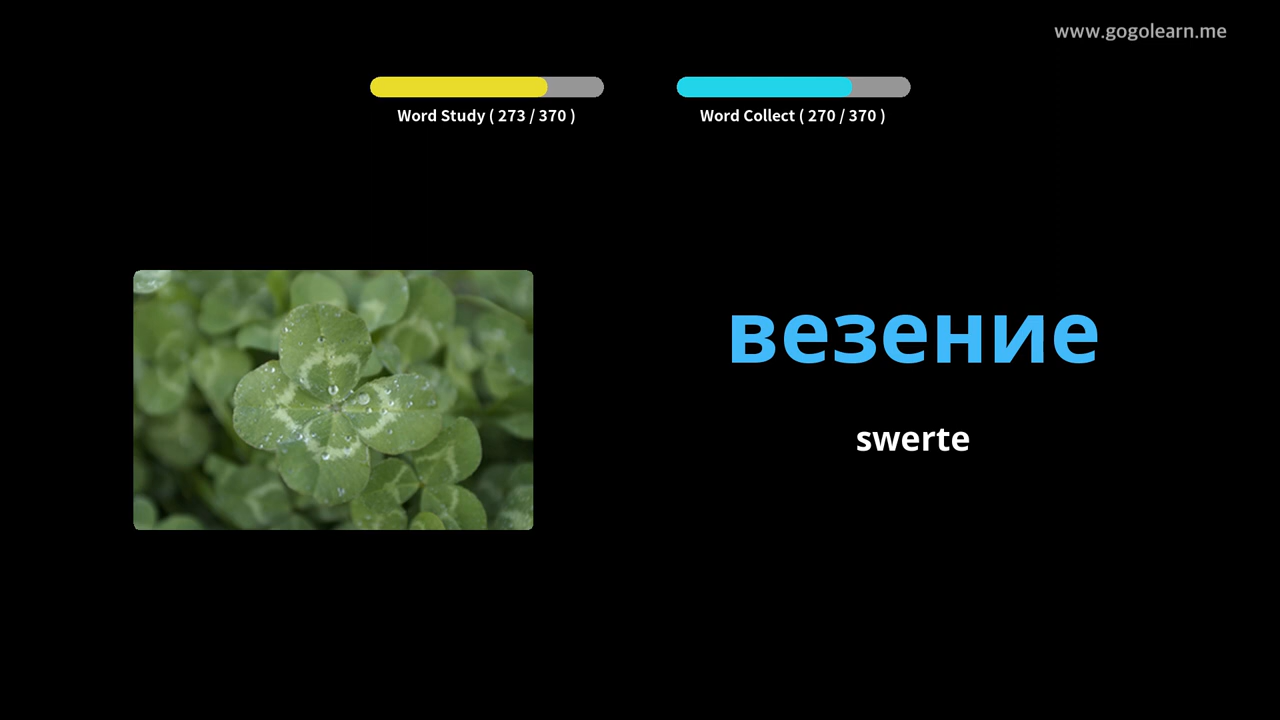 www.gogolearn.me
Word Study ( 273 / 370 )
Word Collect ( 270 / 370 )
везение
swerte